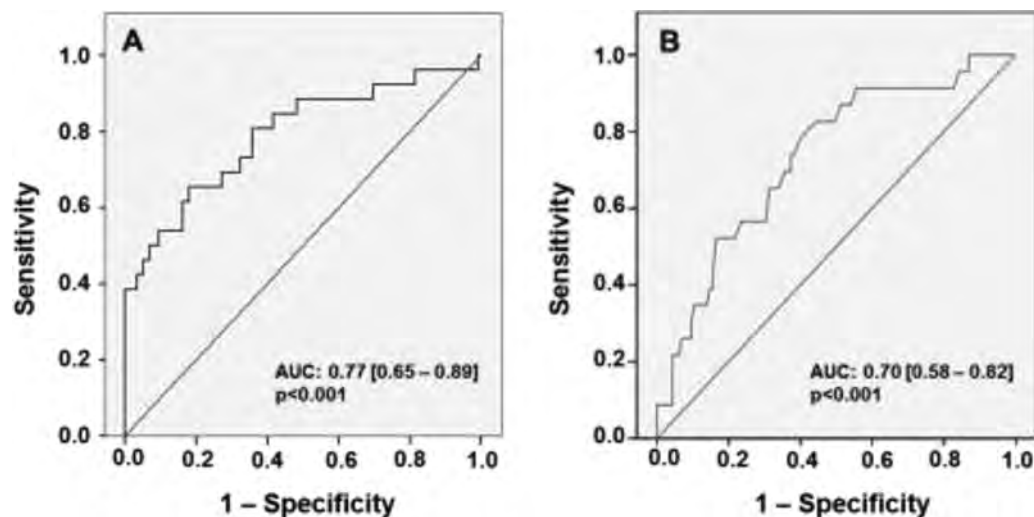 A
1.0
0.8
0.6
0.4
0.2
0.0
Sensitivity
AUC: 0.77 [0.65 – 0.89]
p<0.001
0.0 0.2 0.4 0.6 0.8 1.0
1 – Specificity
B
1.0
0.8
0.6
0.4
0.2
0.0
Sensitivity
AUC: 0.70 [0.58 – 0.82]
p<0.001
0.0 0.2 0.4 0.6 0.8 1.0
1 – Specificity